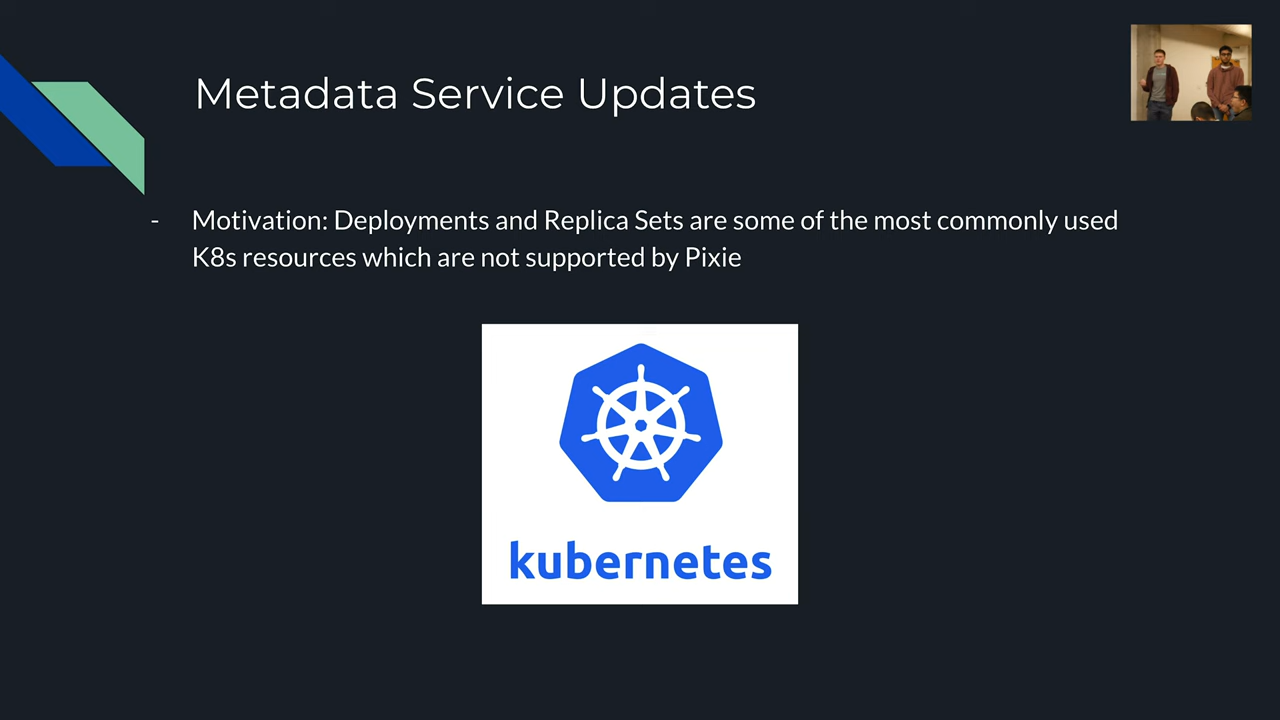 Metadata Service Updates
- Motivation: Deployments and Replica Sets are some of the most commonly used
K8s resources which are not supported by Pixie
kubernetes